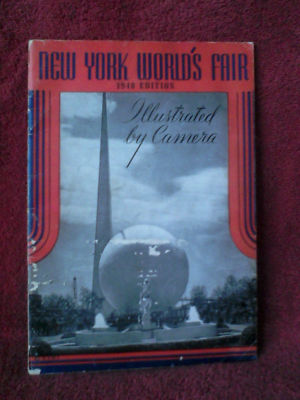 NEW YORK WORLD'S FAIR
1940 EDITION
Illustrated
by Camera